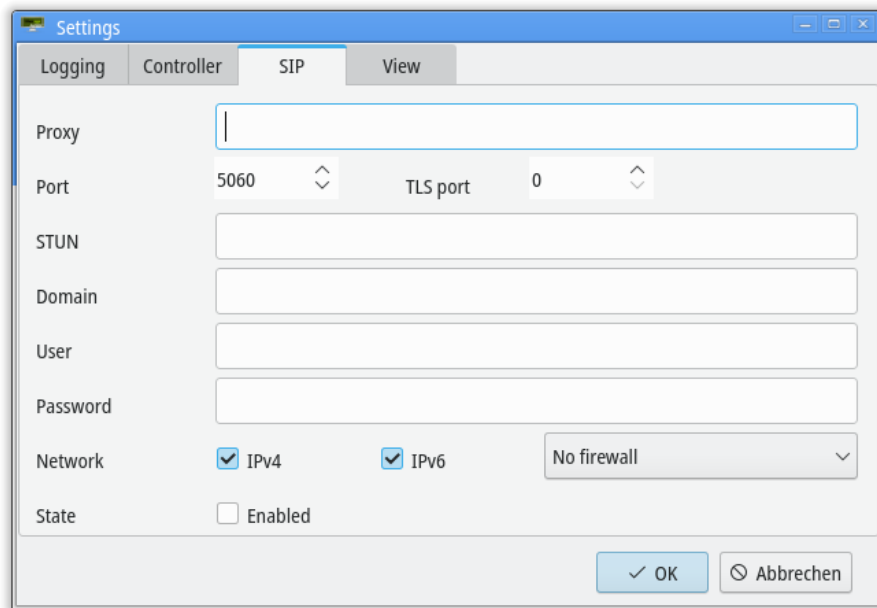 Settings
Logging Controller SIP View
Proxy
Port 5060 TLS port 0
STUN
Domain
User
Password
Network IPv4 IPv6 No firewall
State Enabled
OK Abbrechen